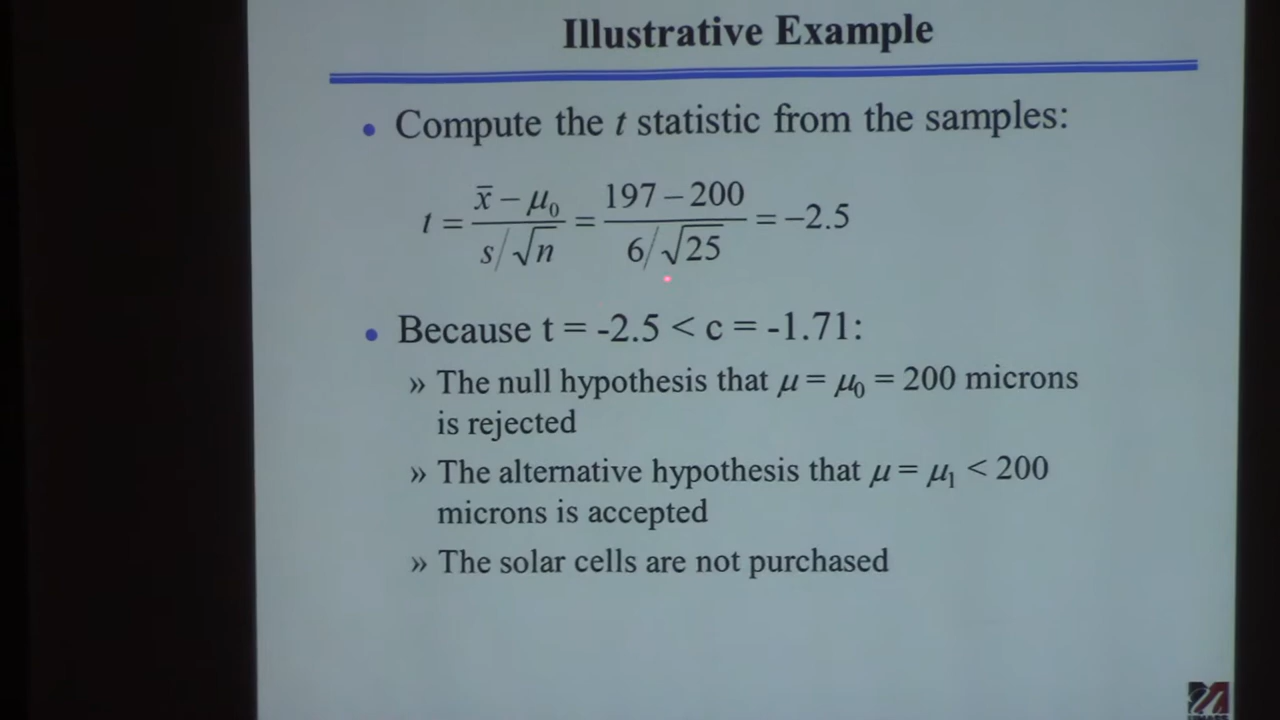 Illustrative Example
• Compute the t statistic from the samples:
t = (x̄ − μ₀)/(s/√n) = (197 − 200)/(6/√25) = −2.5
• Because t = -2.5 < c = -1.71:
» The null hypothesis that μ = μ₀ = 200 microns
is rejected
» The alternative hypothesis that μ = μ₁ < 200
microns is accepted
» The solar cells are not purchased